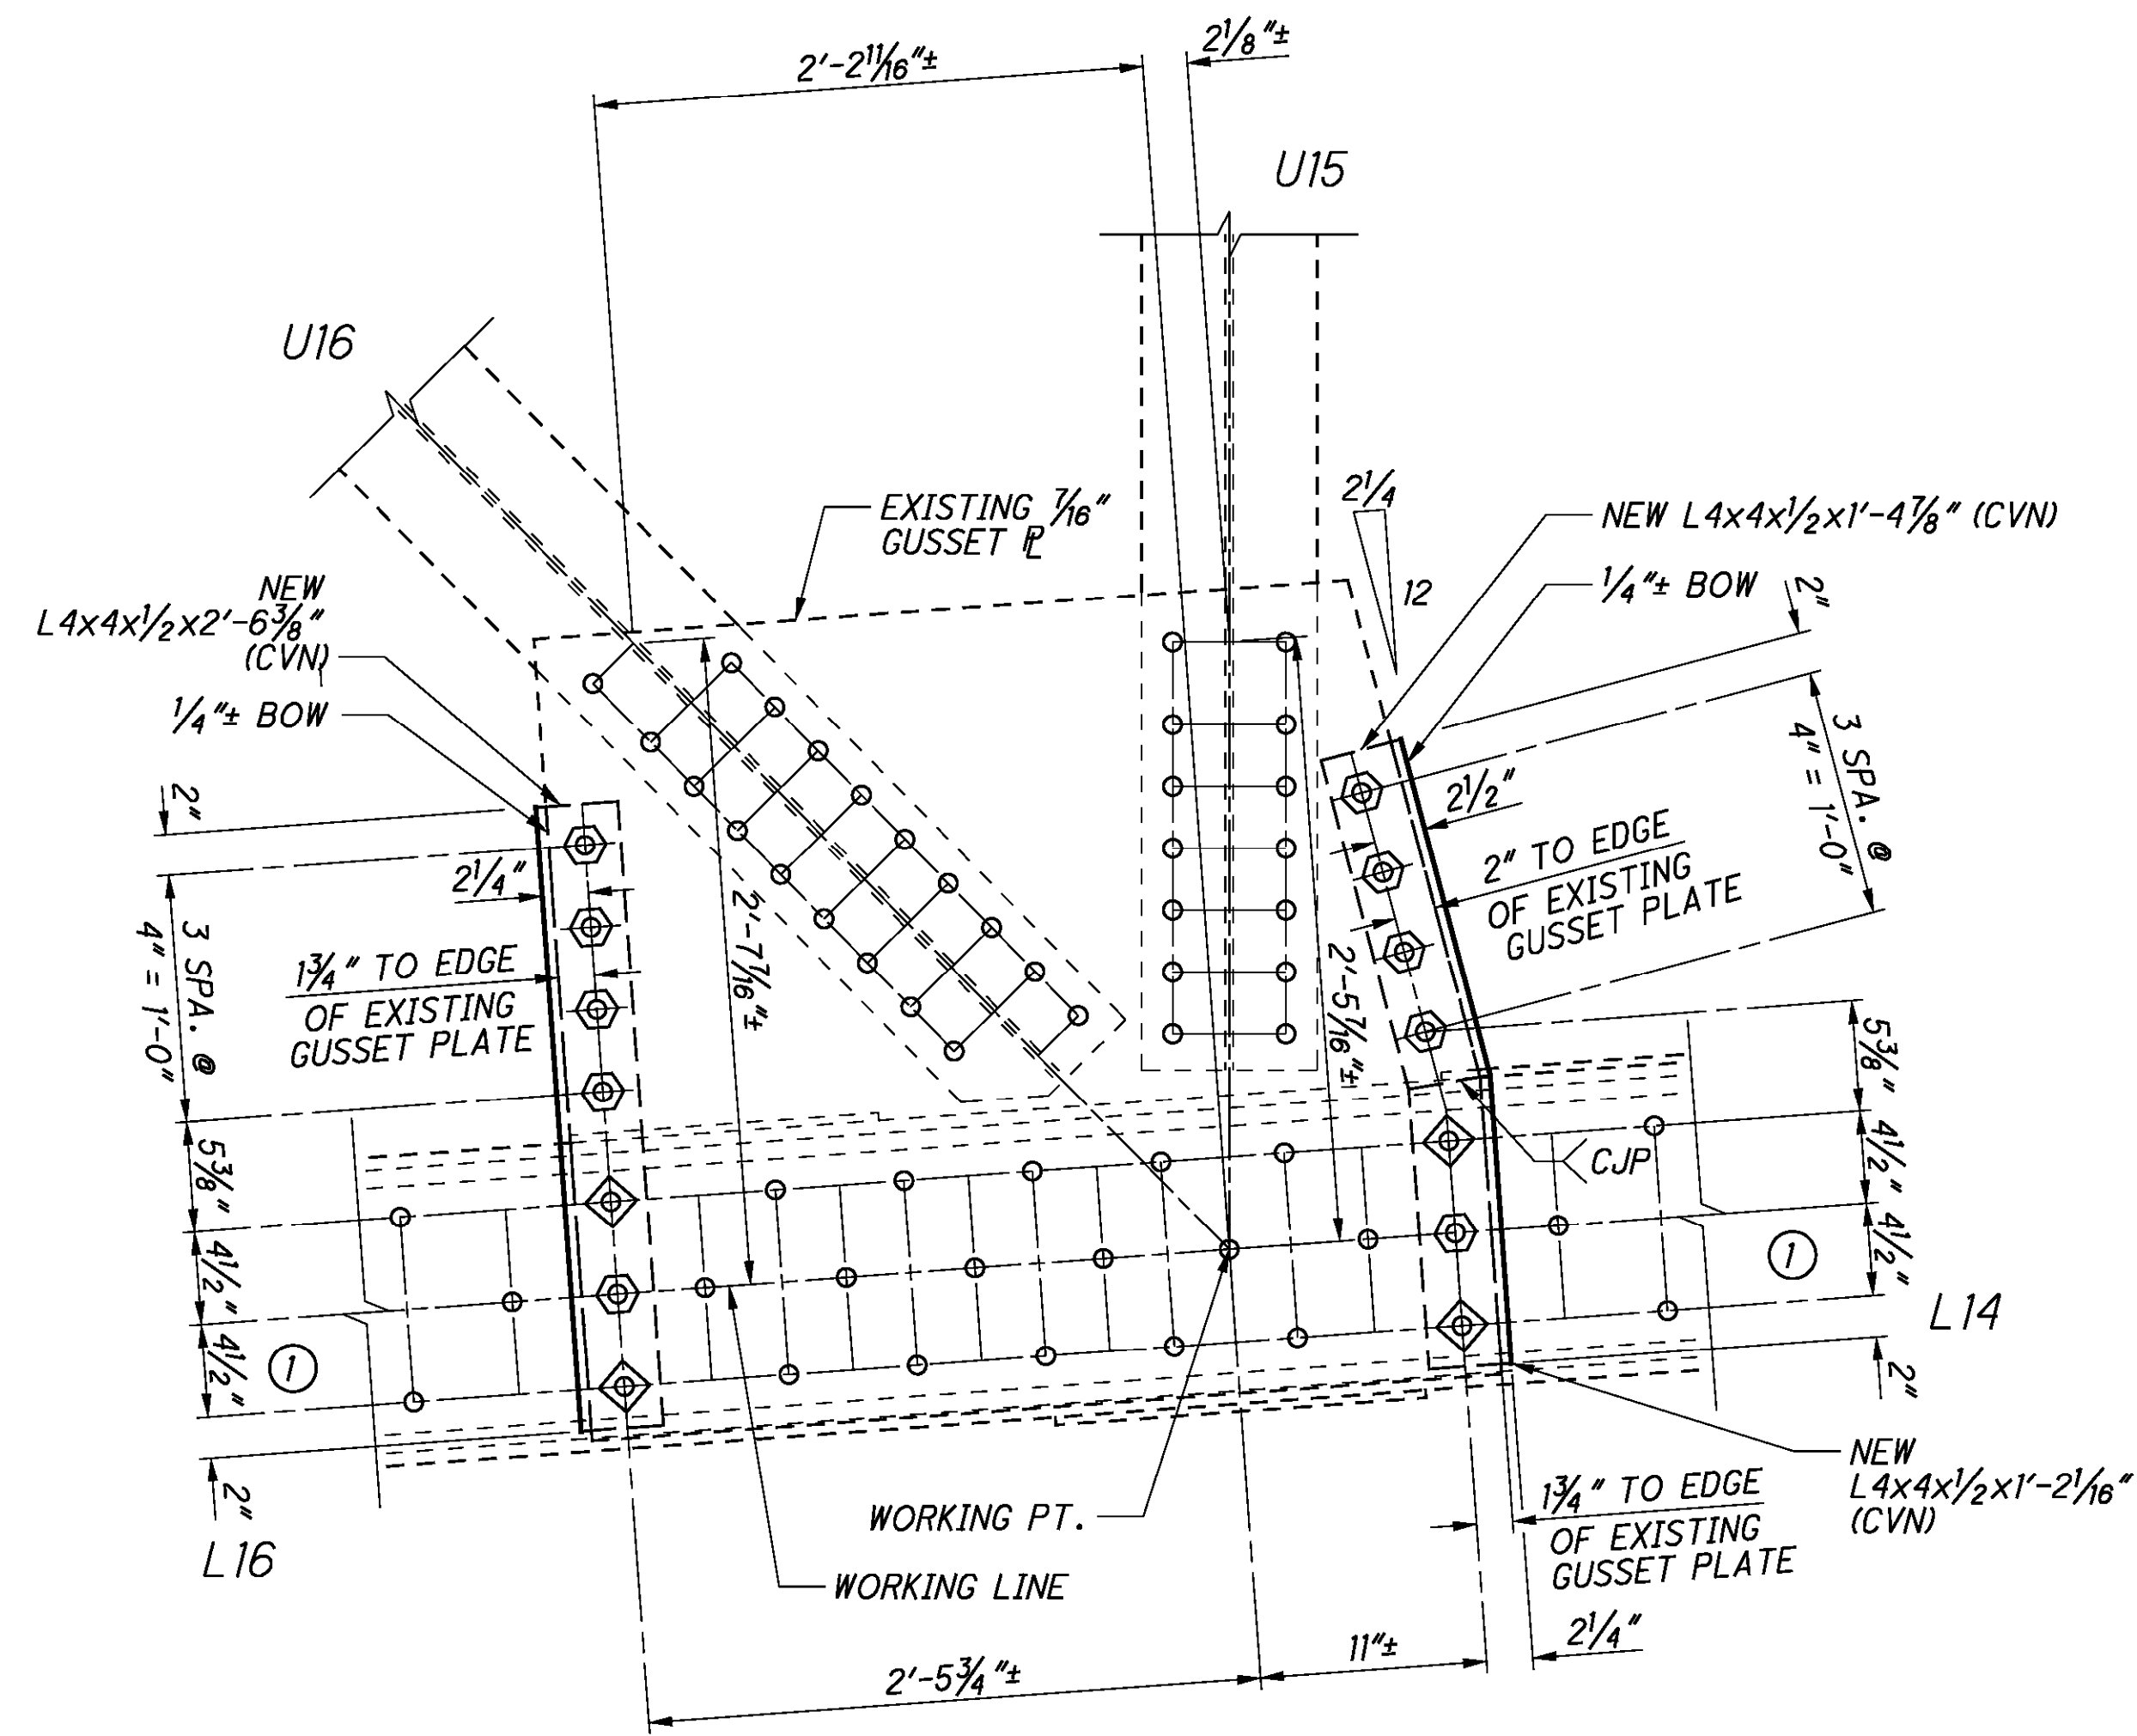 2'-2 11/16"±
2 1/8"±
U15
U16
2 1/4
12
EXISTING 7/16"
GUSSET ⅊
NEW L4x4x1/2x1'-4 7/8" (CVN)
1/4"± BOW
NEW
L4x4x1/2x2'-6 3/8"
(CVN)
1/4"± BOW
2"
3 SPA. @
4" = 1'-0"
2 1/2"
2" TO EDGE
OF EXISTING
GUSSET PLATE
2"
2 1/4"
3 SPA. @
4" = 1'-0"
1 3/4" TO EDGE
OF EXISTING
GUSSET PLATE
2'-7 7/16"±
2'-5 7/16"±
5 3/8"
4 1/2"
4 1/2"
2"
5 3/8"
4 1/2"
4 1/2"
2"
CJP
1
1
L14
L16
WORKING PT.
WORKING LINE
NEW
L4x4x1/2x1'-2 1/16"
(CVN)
1 3/4" TO EDGE
OF EXISTING
GUSSET PLATE
2 1/4"
11"±
2'-5 3/4"±